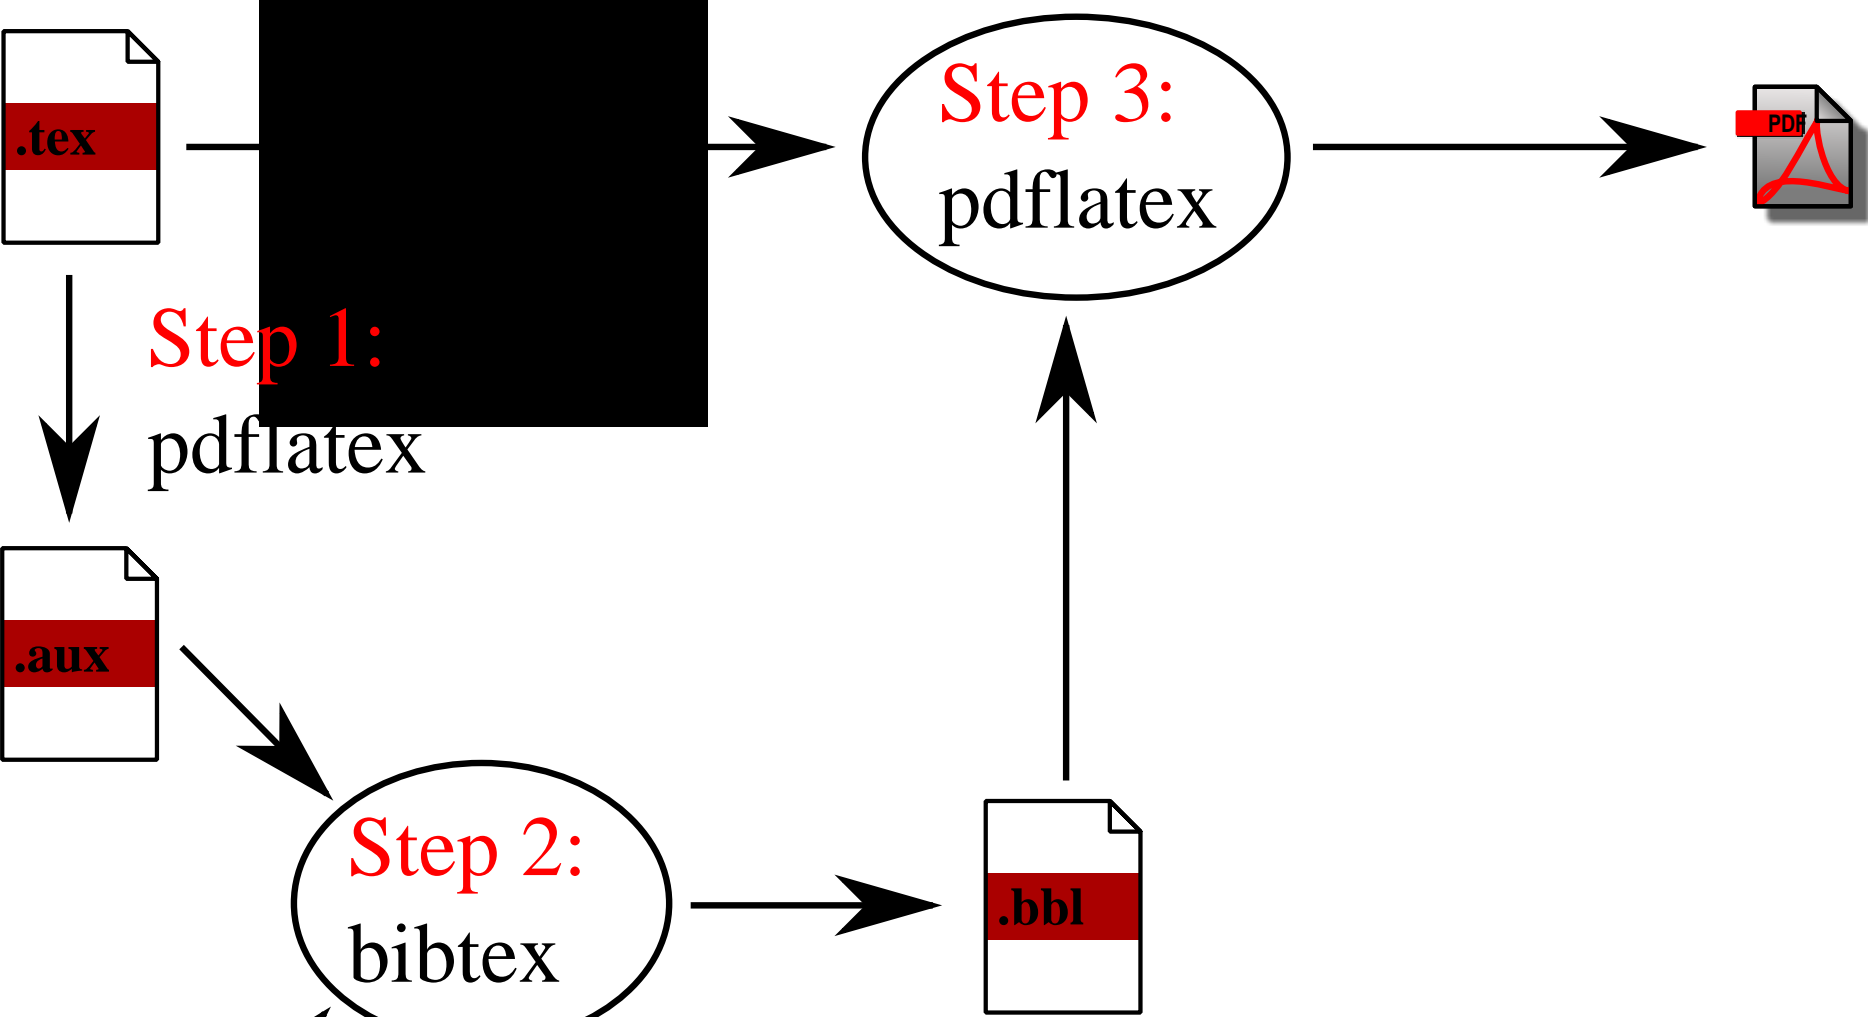 .tex
Step 3:
pdflatex
PDF
Step 1:
pdflatex
.aux
Step 2:
bibtex
.bbl